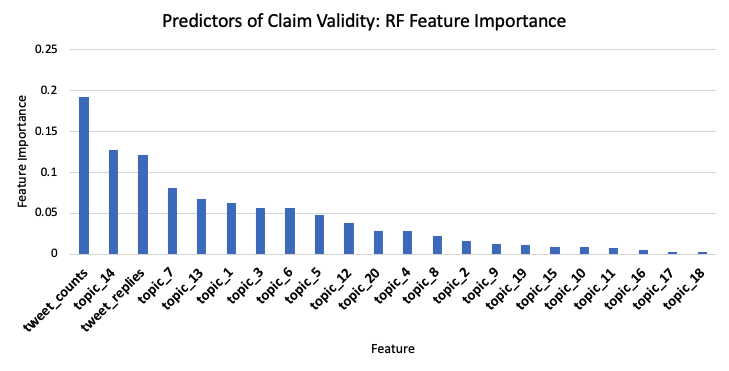 Predictors of Claim Validity: RF Feature Importance
0.25
0.2
0.15
0.1
0.05
0
Feature Importance
tweet_counts
topic_14
tweet_replies
topic_7
topic_13
topic_1
topic_3
topic_6
topic_5
topic_12
topic_20
topic_4
topic_8
topic_2
topic_9
topic_19
topic_15
topic_10
topic_11
topic_16
topic_17
topic_18
Feature